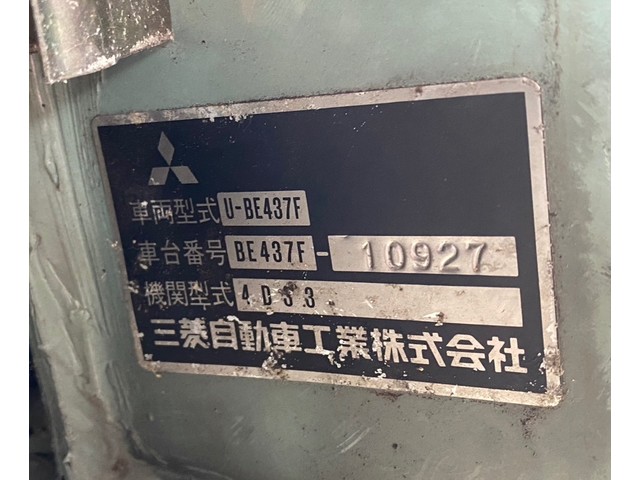 車両型式 U-BE437F
車台番号 BE437F-10927
機関型式 4D33
三菱自動車工業株式会社